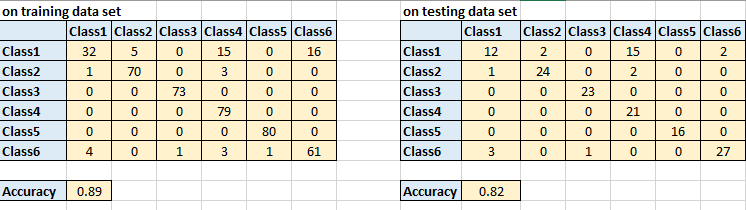 on training data set on testing data set
Class1 Class2 Class3 Class4 Class5 Class6 Class1 Class2 Class3 Class4 Class5 Class6
Class1 32 5 0 15 0 16 Class1 12 2 0 15 0 2
Class2 1 70 0 3 0 0 Class2 1 24 0 2 0 0
Class3 0 0 73 0 0 0 Class3 0 0 23 0 0 0
Class4 0 0 0 79 0 0 Class4 0 0 0 21 0 0
Class5 0 0 0 0 80 0 Class5 0 0 0 0 16 0
Class6 4 0 1 3 1 61 Class6 3 0 1 0 0 27
Accuracy 0.89 Accuracy 0.82